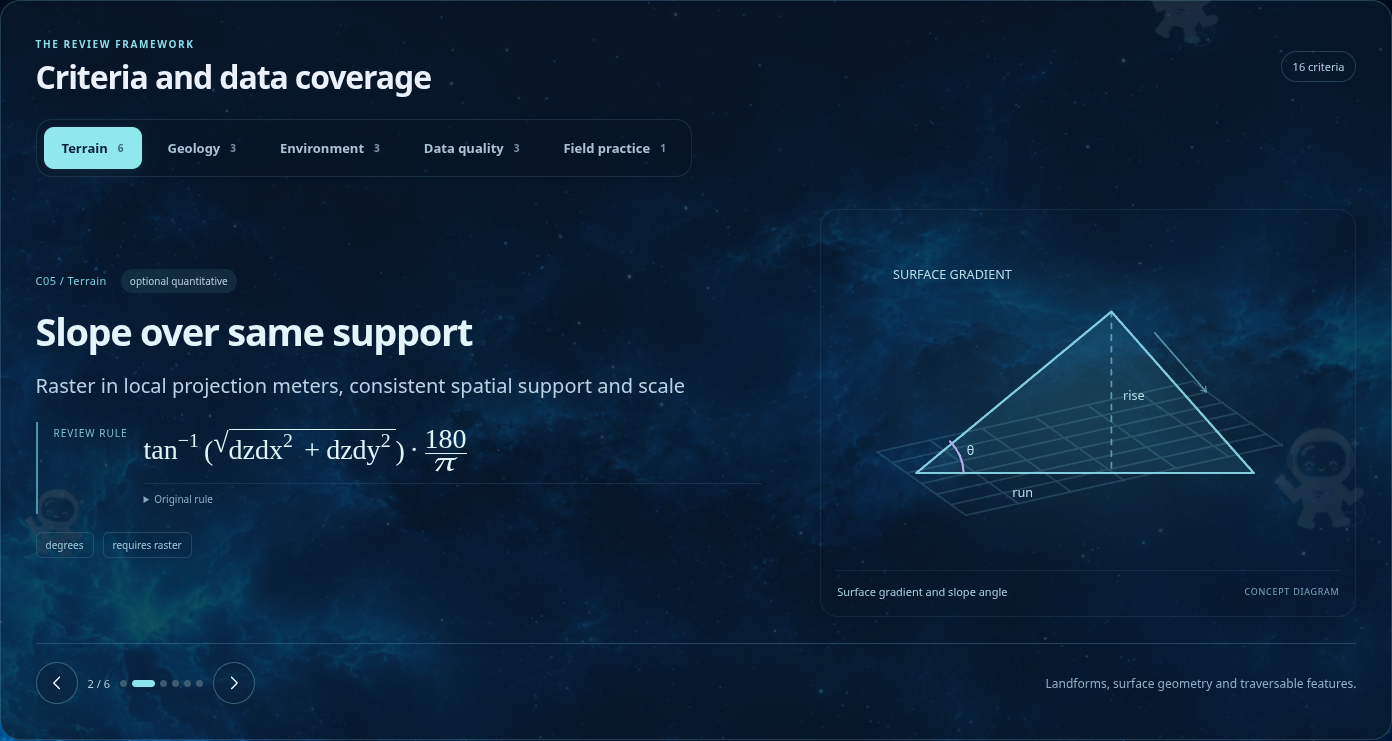 THE REVIEW FRAMEWORK
Criteria and data coverage
16 criteria
Terrain 6 Geology 3 Environment 3 Data quality 3 Field practice 1
C05 / Terrain optional quantitative
Slope over same support
Raster in local projection meters, consistent spatial support and scale
REVIEW RULE
tan⁻¹ (√dzdx² + dzdy²) · 180/π
▶ Original rule
degrees requires raster
SURFACE GRADIENT
rise
θ
run
Surface gradient and slope angle CONCEPT DIAGRAM
2 / 6
Landforms, surface geometry and traversable features.